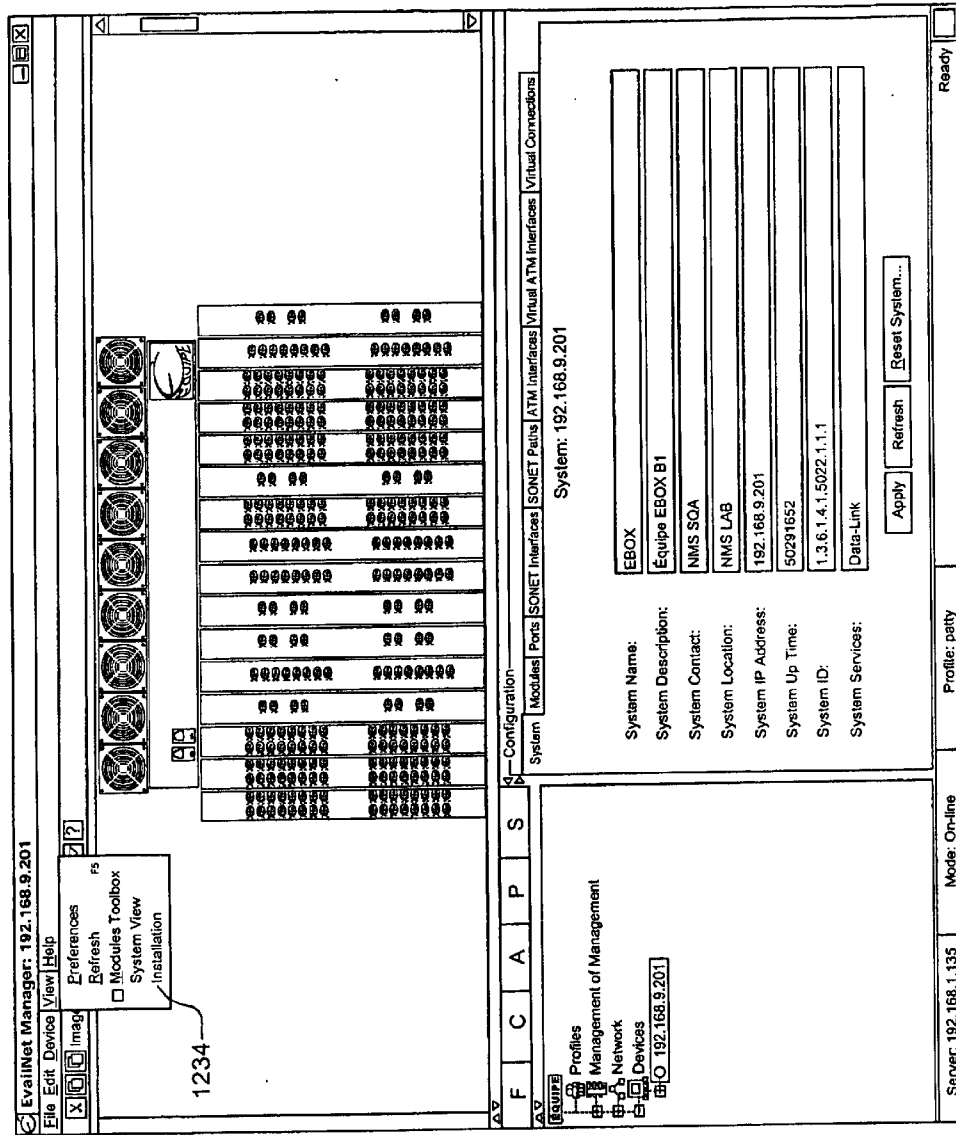 EvailNet Manager: 192.168.9.201
File Edit Device View Help
Image
?
Preferences
Refresh F5
Modules Toolbox
System View
Installation
1234
EQUIPE
F C A P S
ÉQUIPE
Profiles
Management of Management
Network
Devices
192.168.9.201
Configuration
System Modules Ports SONET Interfaces SONET Paths ATM Interfaces Virtual ATM Interfaces Virtual Connections
System: 192.168.9.201
System Name: EBOX
System Description: Équipe EBOX B1
System Contact: NMS SQA
System Location: NMS LAB
System IP Address: 192.168.9.201
System Up Time: 50291652
System ID: 1.3.6.1.4.1.5022.1.1.1
System Services: Data-Link
Apply Refresh Reset System...
Server: 192.168.1.135 Mode: On-line Profile: patty Ready